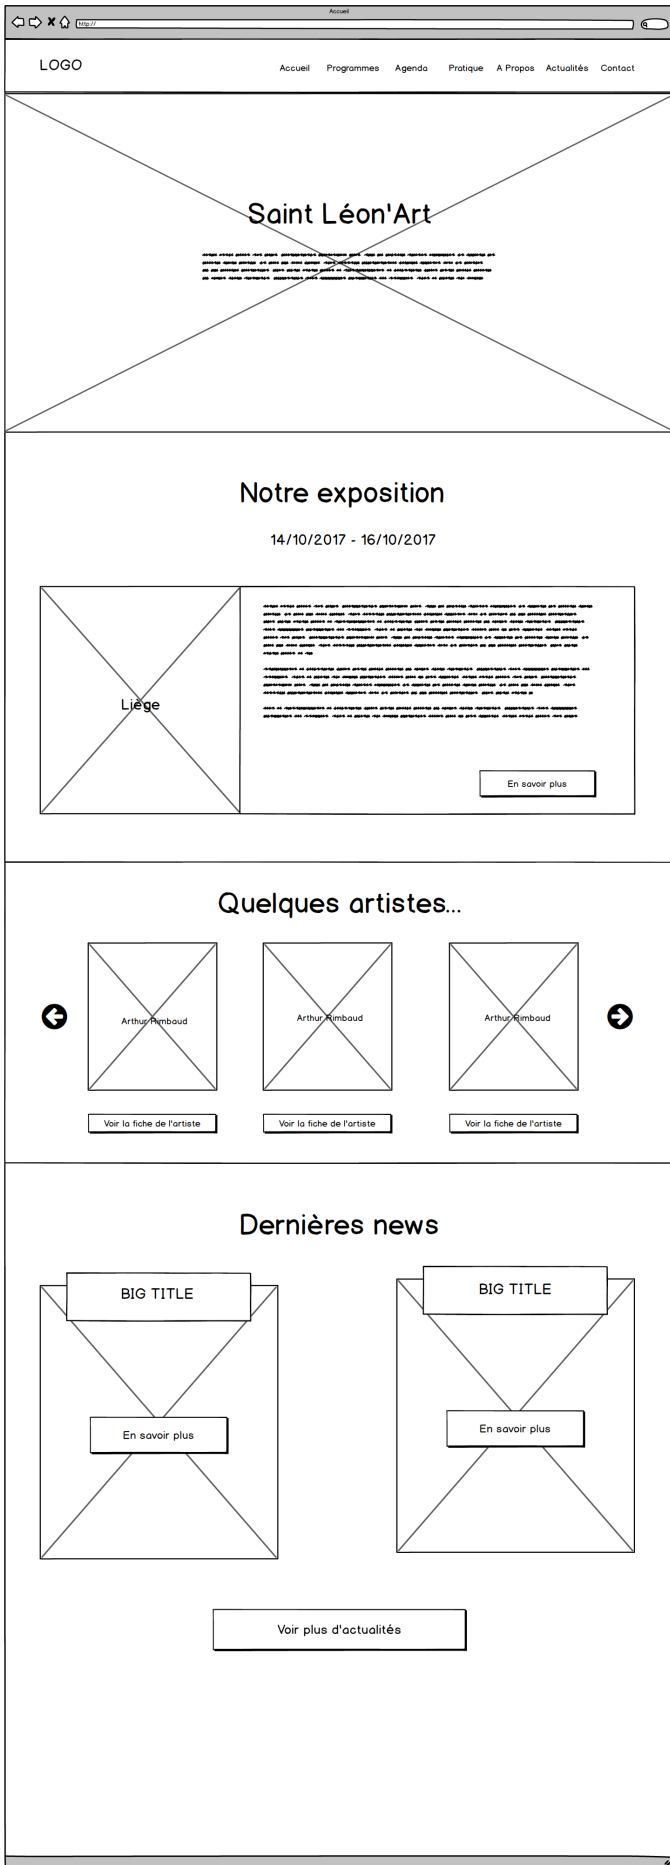 Accueil
http://
LOGO
Accueil Programmes Agenda Pratique A Propos Actualités Contact
Saint Léon'Art
Notre exposition
14/10/2017 - 16/10/2017
Liège
En savoir plus
Quelques artistes...
Arthur Rimbaud Arthur Rimbaud Arthur Rimbaud
Voir la fiche de l'artiste Voir la fiche de l'artiste Voir la fiche de l'artiste
Dernières news
BIG TITLE BIG TITLE
En savoir plus En savoir plus
Voir plus d'actualités